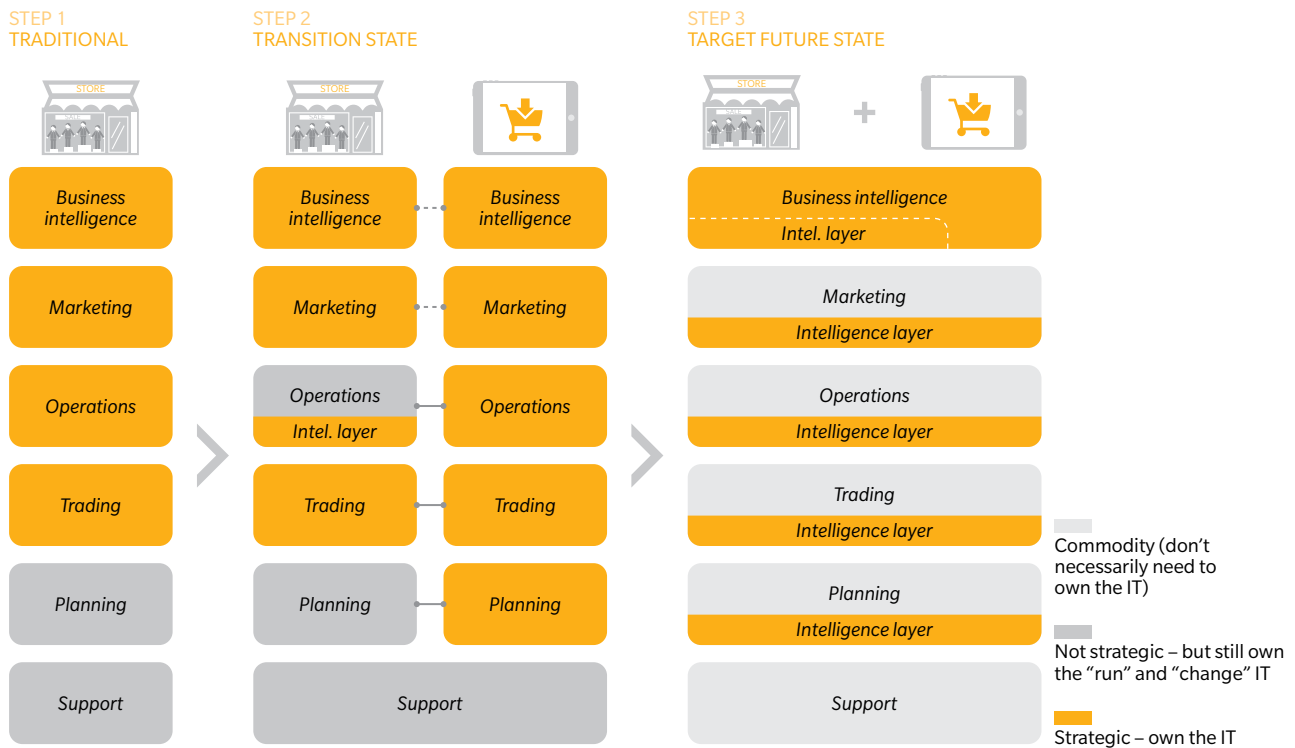 STEP 1
TRADITIONAL
STEP 2
TRANSITION STATE
STEP 3
TARGET FUTURE STATE
STORE
SALE
STORE
SALE
STORE
SALE
Business
intelligence
Business
intelligence
Business
intelligence
Business intelligence
Intel. layer
Marketing
Marketing
Marketing
Marketing
Intelligence layer
Operations
Operations
Intel. layer
Operations
Operations
Intelligence layer
Trading
Trading
Trading
Trading
Intelligence layer
Planning
Planning
Planning
Planning
Intelligence layer
Support
Support
Support
Commodity (don’t
necessarily need to
own the IT)
Not strategic – but still own
the “run” and “change” IT
Strategic – own the IT